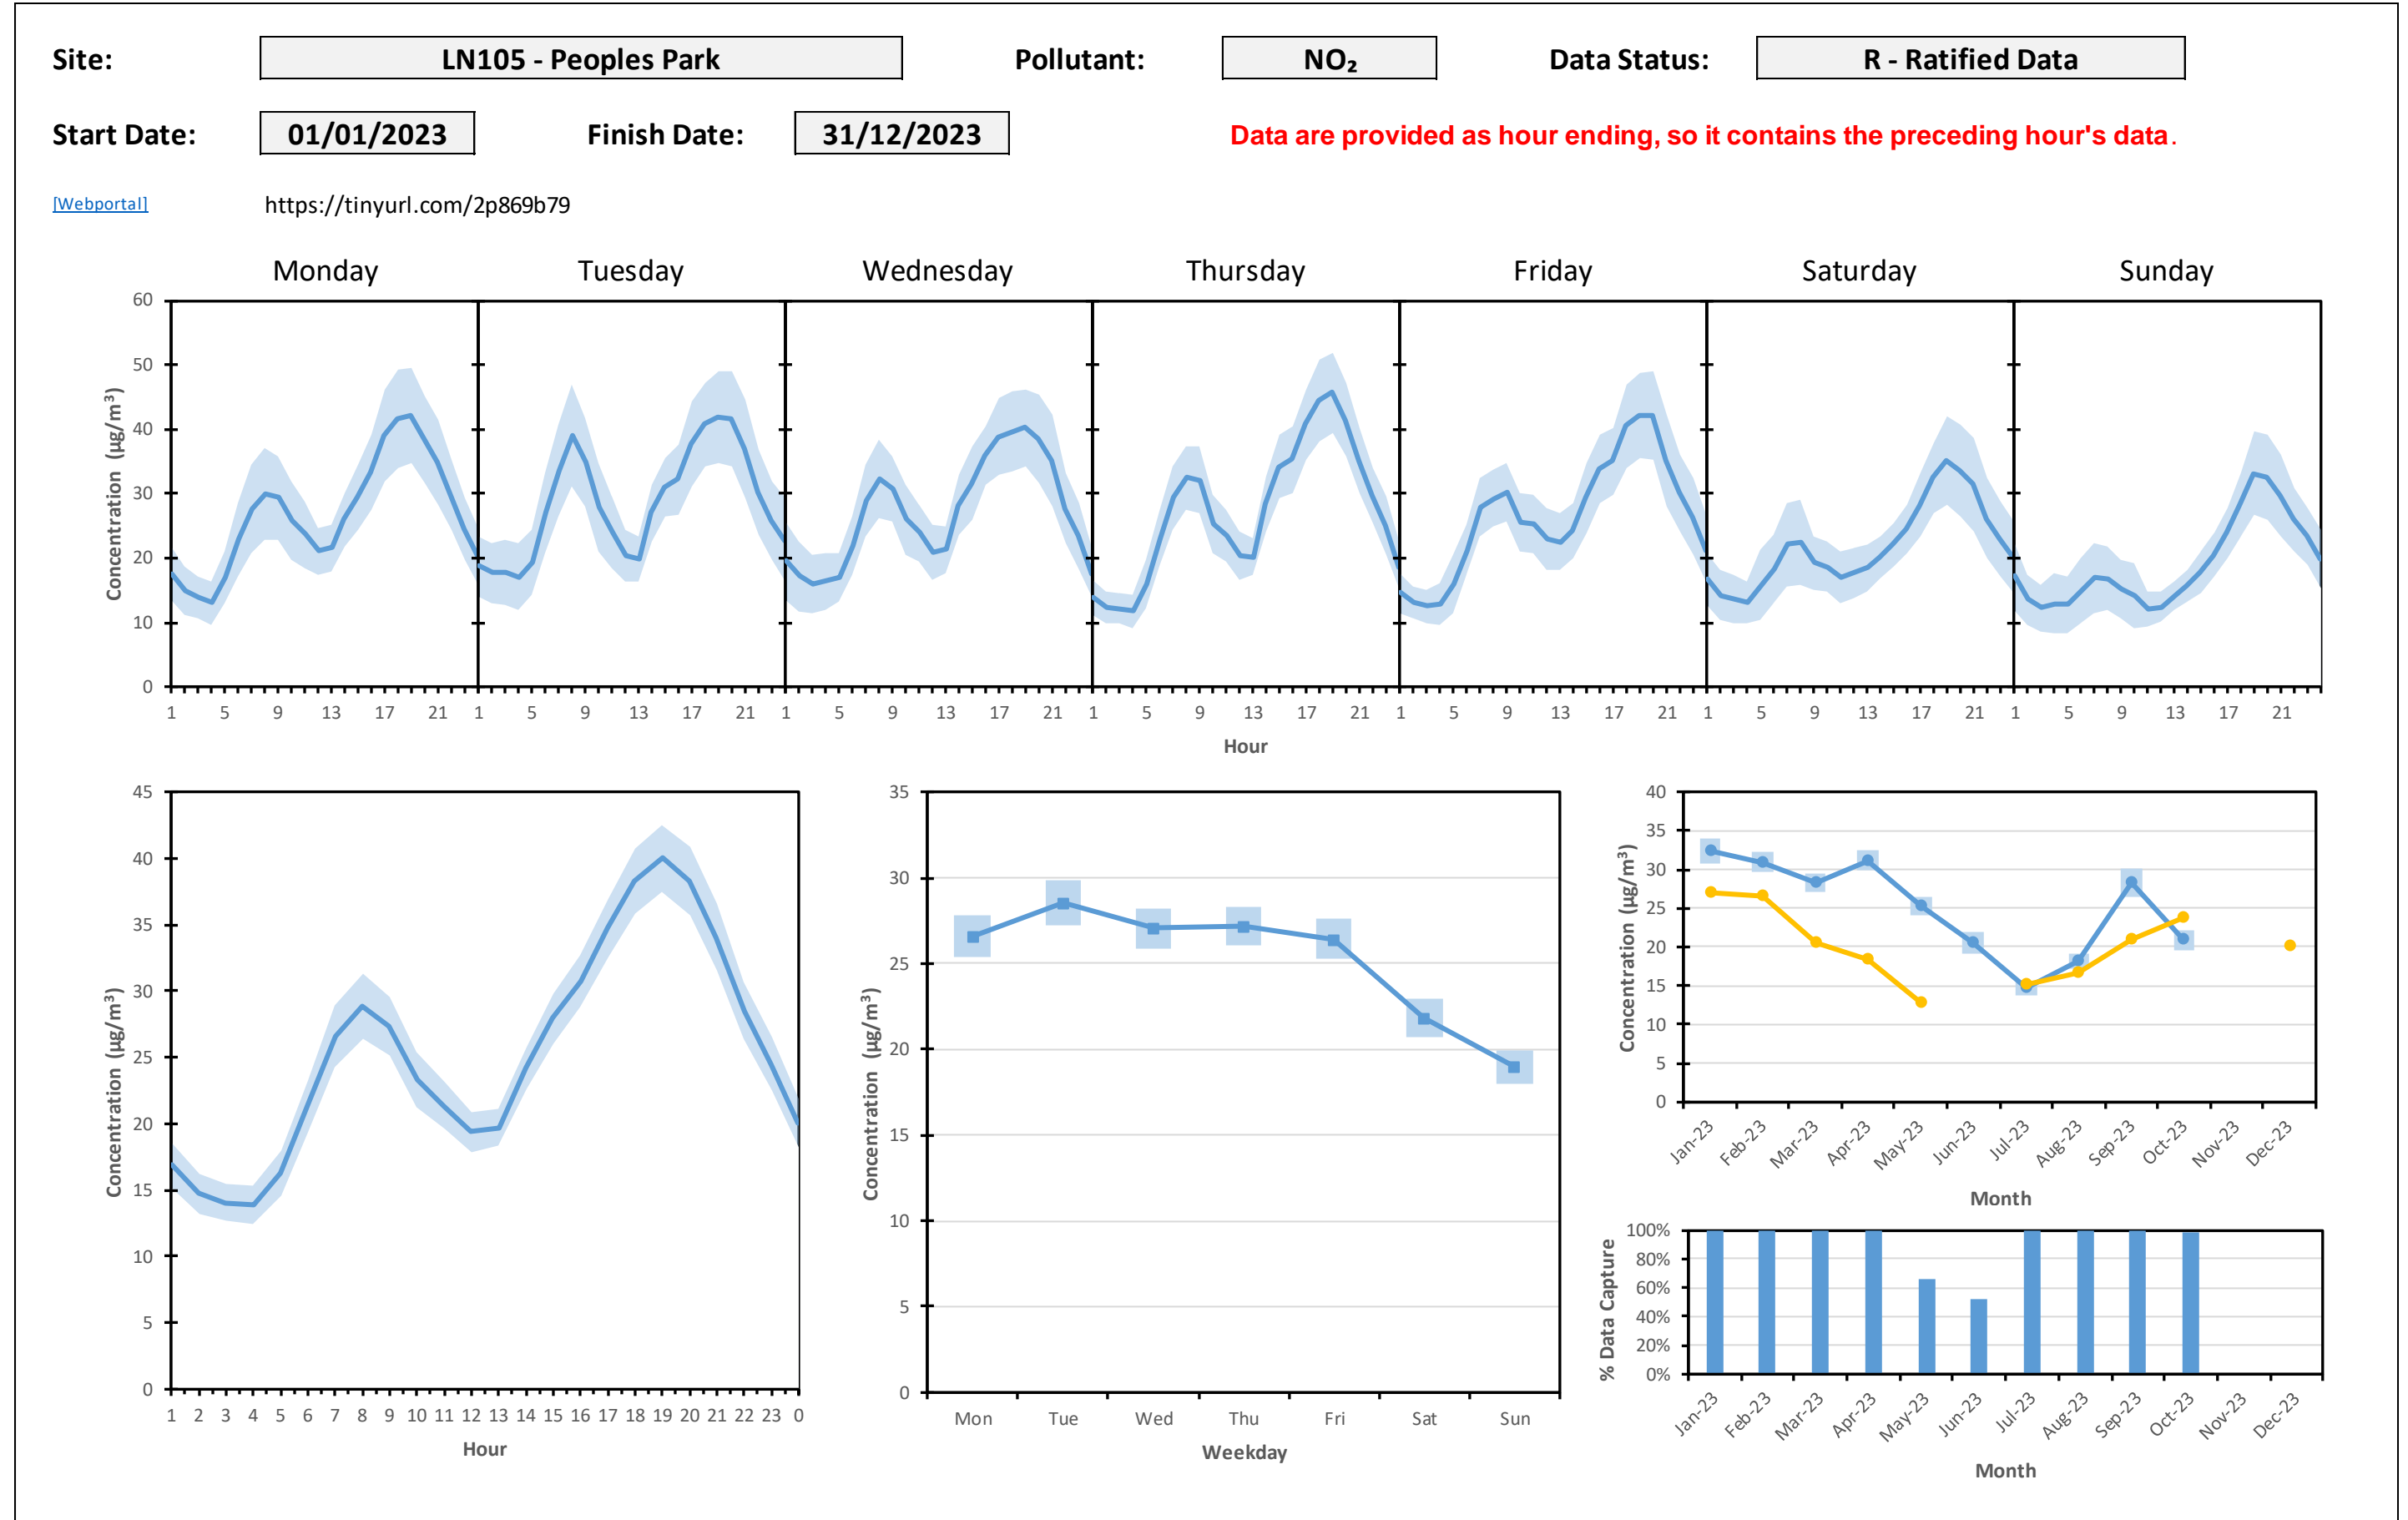 Site: LN105 - Peoples Park Pollutant: NO₂ Data Status: R - Ratified Data
Start Date: 01/01/2023 Finish Date: 31/12/2023 Data are provided as hour ending, so it contains the preceding hour's data.
[Webportal] https://tinyurl.com/2p869b79
Monday Tuesday Wednesday Thursday Friday Saturday Sunday
Concentration (µg/m³)
60
50
40
30
20
10
0
1 5 9 13 17 21 1 5 9 13 17 21 1 5 9 13 17 21 1 5 9 13 17 21 1 5 9 13 17 21 1 5 9 13 17 21 1 5 9 13 17 21
Hour
Concentration (µg/m³)
45
40
35
30
25
20
15
10
5
0
1 2 3 4 5 6 7 8 9 10 11 12 13 14 15 16 17 18 19 20 21 22 23 0
Hour
Concentration (µg/m³)
35
30
25
20
15
10
5
0
Mon Tue Wed Thu Fri Sat Sun
Weekday
Concentration (µg/m³)
40
35
30
25
20
15
10
5
0
Jan-23 Feb-23 Mar-23 Apr-23 May-23 Jun-23 Jul-23 Aug-23 Sep-23 Oct-23 Nov-23 Dec-23
Month
% Data Capture
100%
80%
60%
40%
20%
0%
Jan-23 Feb-23 Mar-23 Apr-23 May-23 Jun-23 Jul-23 Aug-23 Sep-23 Oct-23 Nov-23 Dec-23
Month